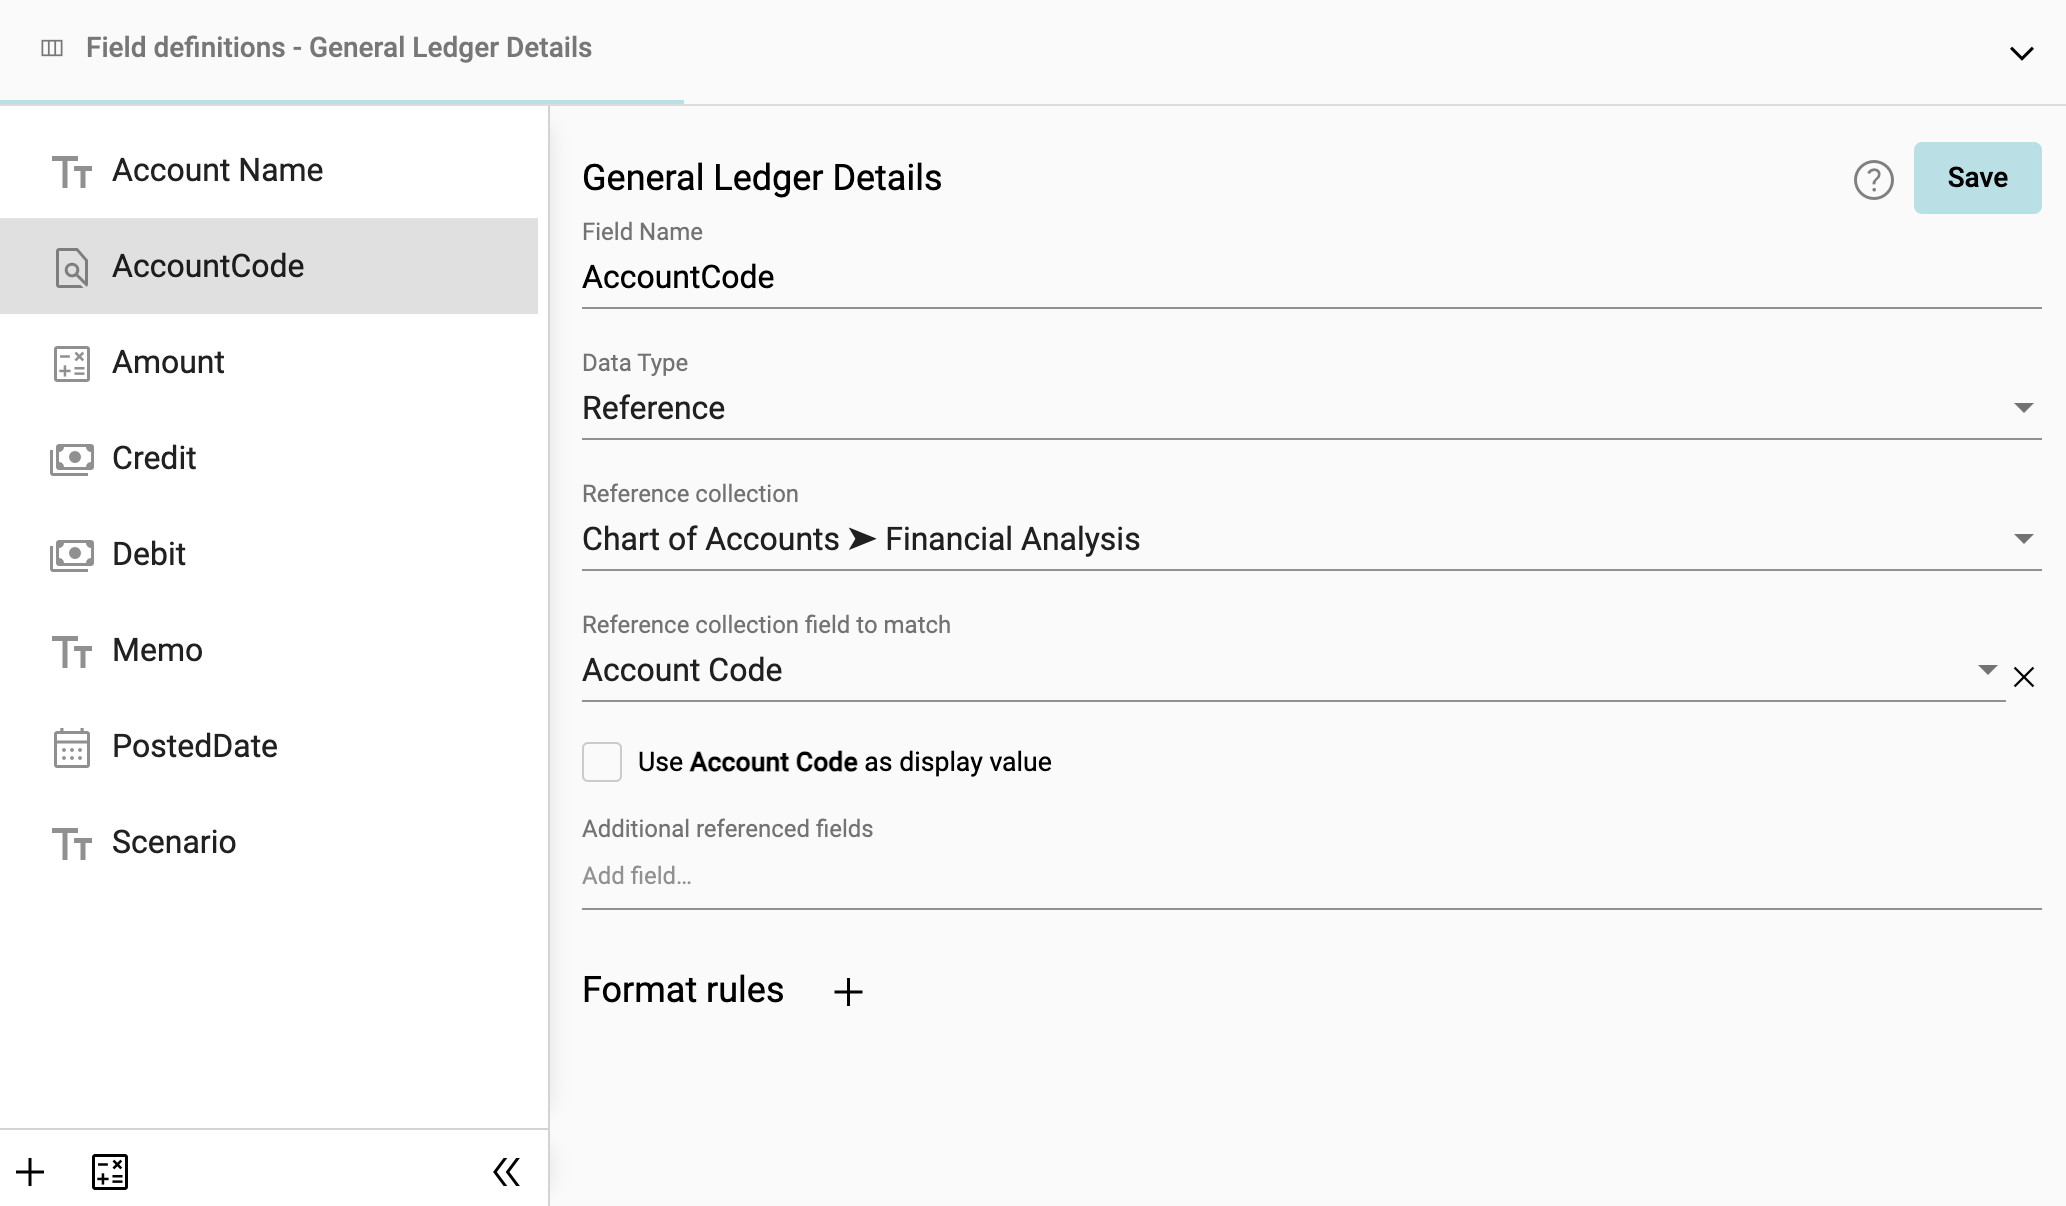 Field definitions - General Ledger Details
Account Name
AccountCode
Amount
Credit
Debit
Memo
PostedDate
Scenario
General Ledger Details
Save
Field Name
AccountCode
Data Type
Reference
Reference collection
Chart of Accounts ➤ Financial Analysis
Reference collection field to match
Account Code
Use Account Code as display value
Additional referenced fields
Add field...
Format rules